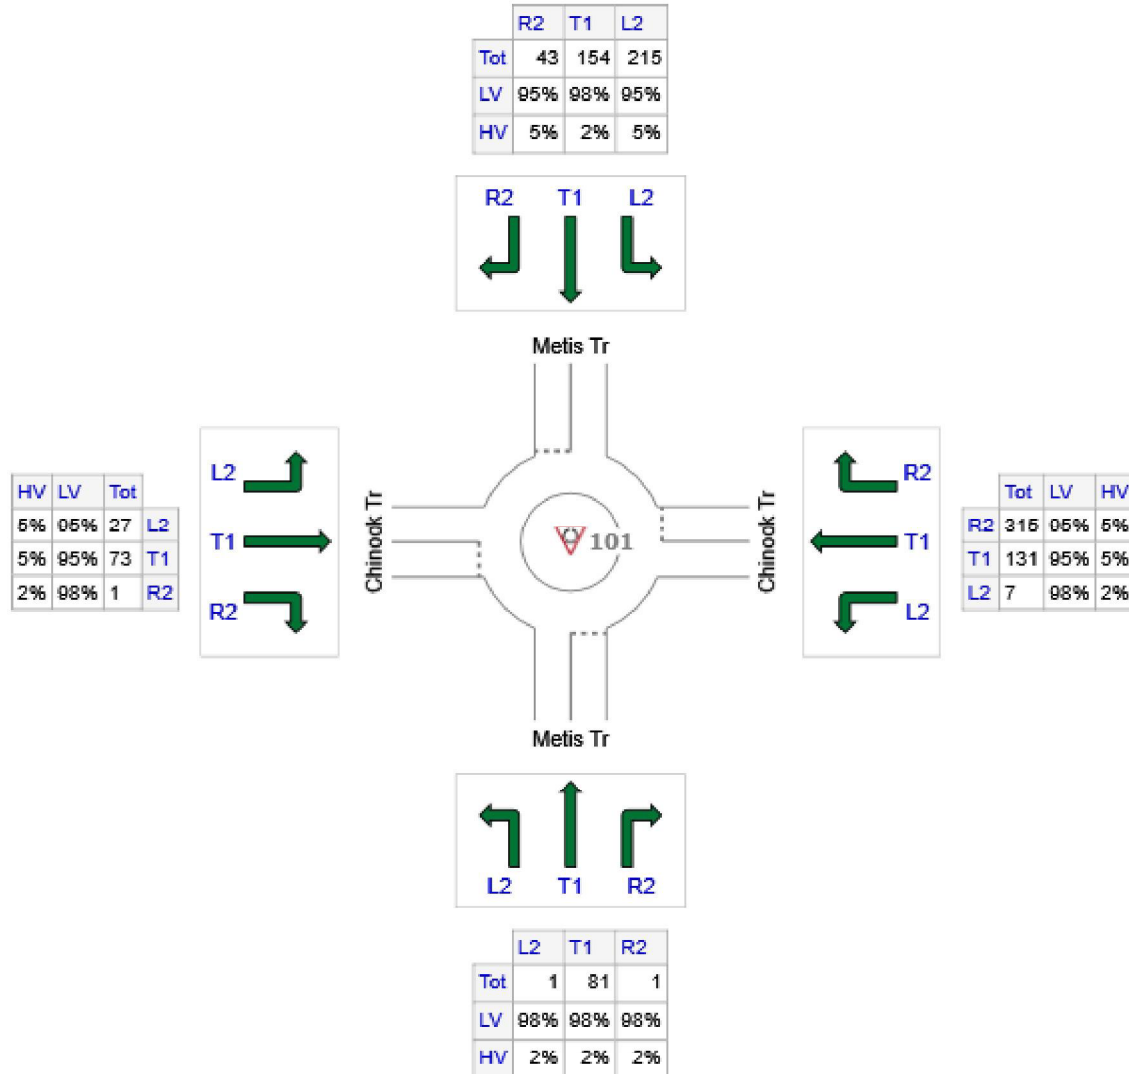 R2 T1 L2
Tot 43 154 215
LV 95% 98% 95%
HV 5% 2% 5%
R2 T1 L2
Metis Tr
HV LV Tot
5% 95% 27 L2
5% 95% 73 T1
2% 98% 1 R2
L2
T1
R2
Chinook Tr
101
Chinook Tr
R2
T1
L2
Tot LV HV
R2 315 95% 5%
T1 131 95% 5%
L2 7 98% 2%
Metis Tr
L2 T1 R2
L2 T1 R2
Tot 1 81 1
LV 98% 98% 98%
HV 2% 2% 2%